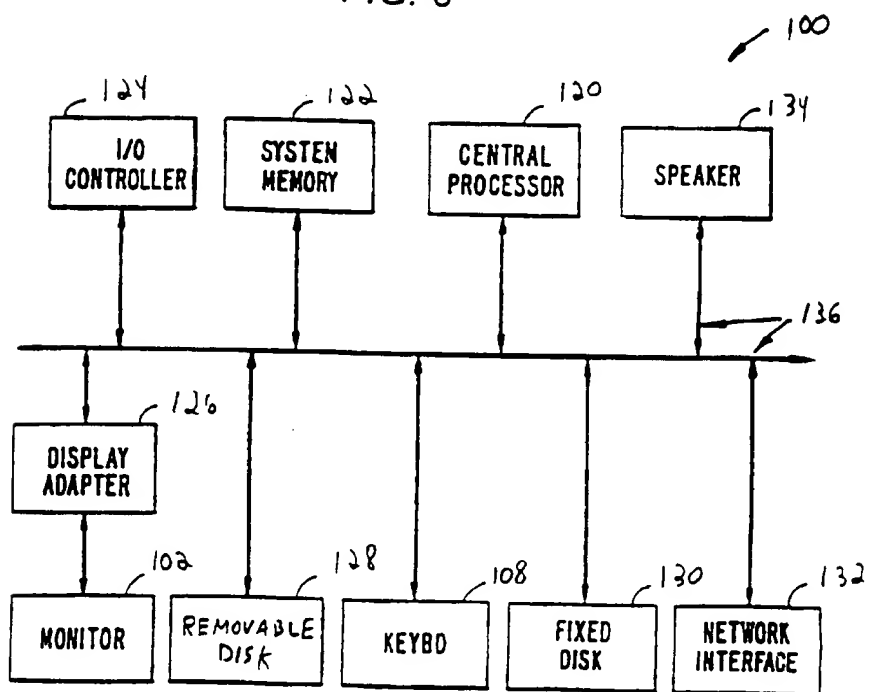 100
124
122
120
134
I/O
CONTROLLER
SYSTEM
MEMORY
CENTRAL
PROCESSOR
SPEAKER
136
126
DISPLAY
ADAPTER
102
128
108
130
132
MONITOR
REMOVABLE
DISK
KEYBD
FIXED
DISK
NETWORK
INTERFACE